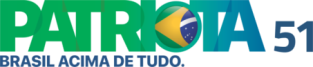 PATRIOTA 51
BRASIL ACIMA DE TUDO.